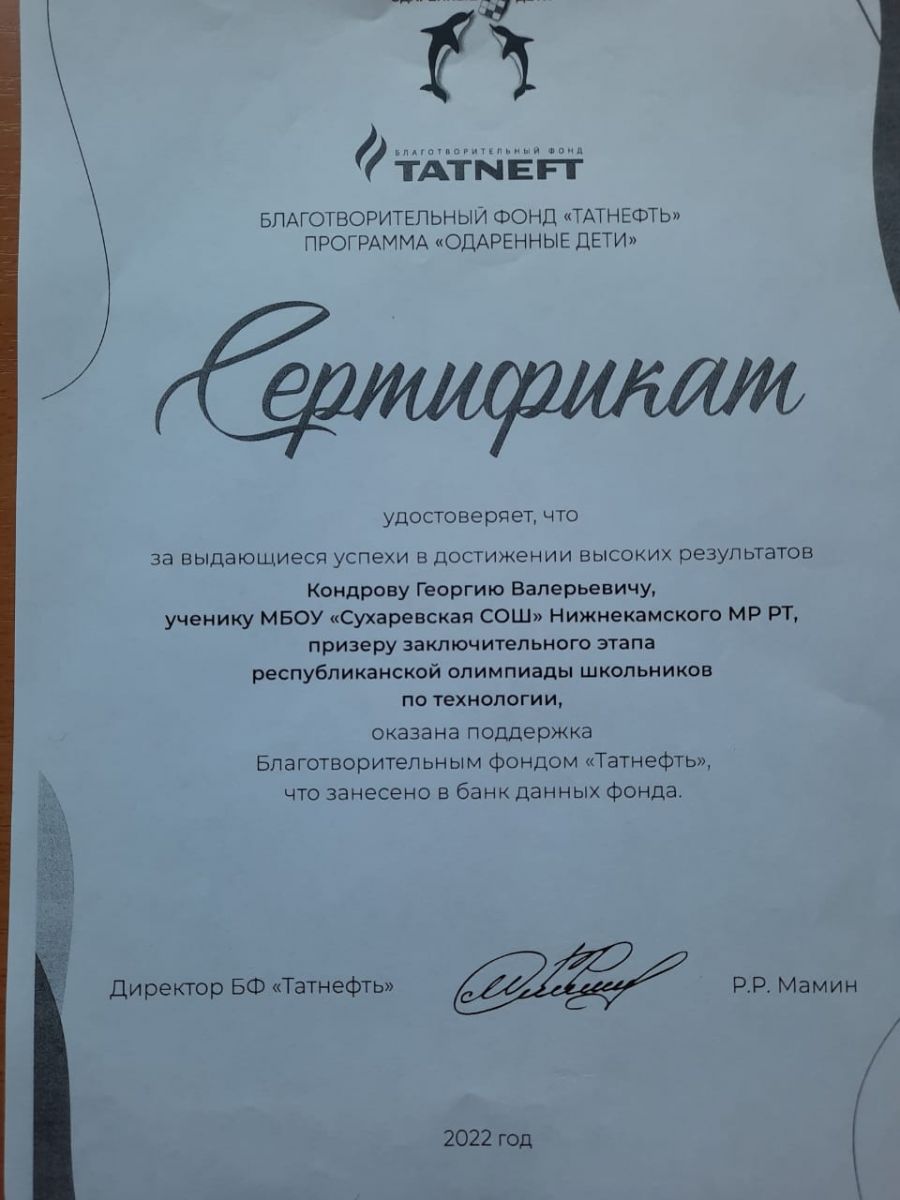 БЛАГОТВОРИТЕЛЬНЫЙ ФОНД
TATNEFT
БЛАГОТВОРИТЕЛЬНЫЙ ФОНД «ТАТНЕФТЬ»
ПРОГРАММА «ОДАРЕННЫЕ ДЕТИ»
Сертификат
удостоверяет, что
за выдающиеся успехи в достижении высоких результатов
Кондрову Георгию Валерьевичу,
ученику МБОУ «Сухаревская СОШ» Нижнекамского МР РТ,
призеру заключительного этапа
республиканской олимпиады школьников
по технологии,
оказана поддержка
Благотворительным фондом «Татнефть»,
что занесено в банк данных фонда.
Директор БФ «Татнефть»
Р.Р. Мамин
2022 год